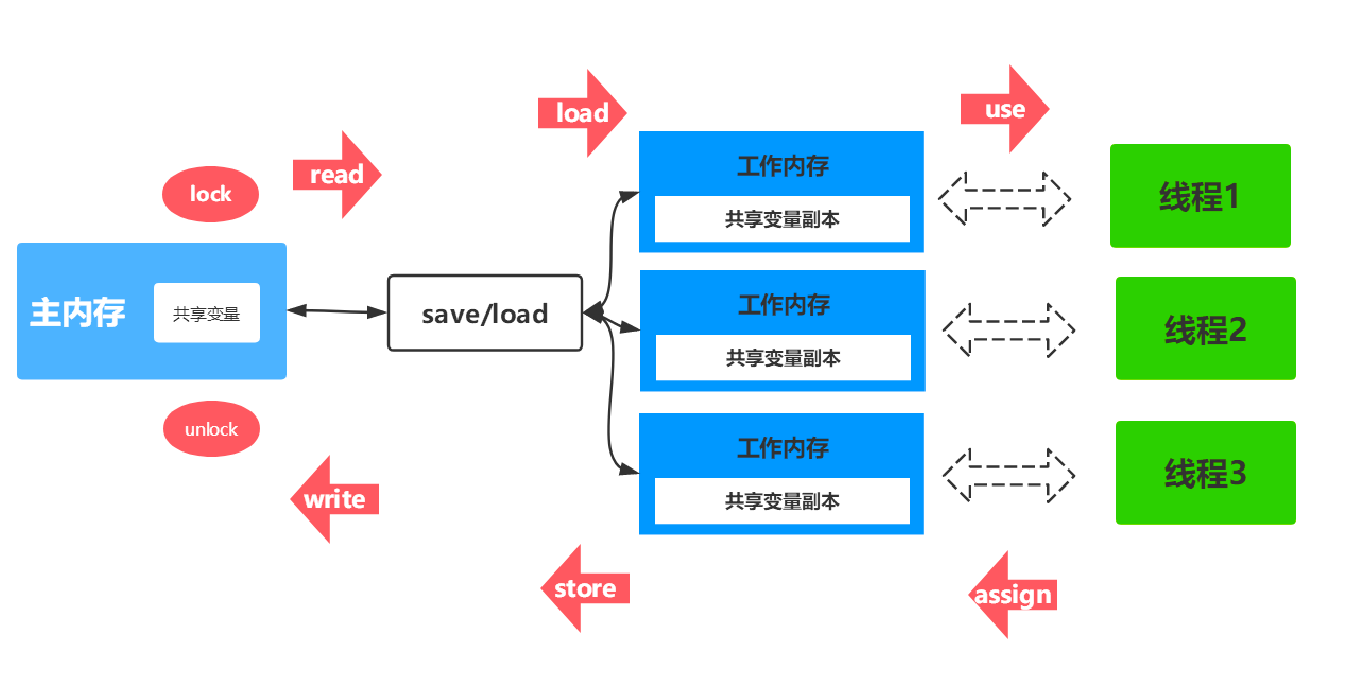 load
use
read
lock
工作内存
共享变量副本
线程1
主内存
共享变量
save/load
工作内存
共享变量副本
线程2
unlock
工作内存
共享变量副本
线程3
write
store
assign